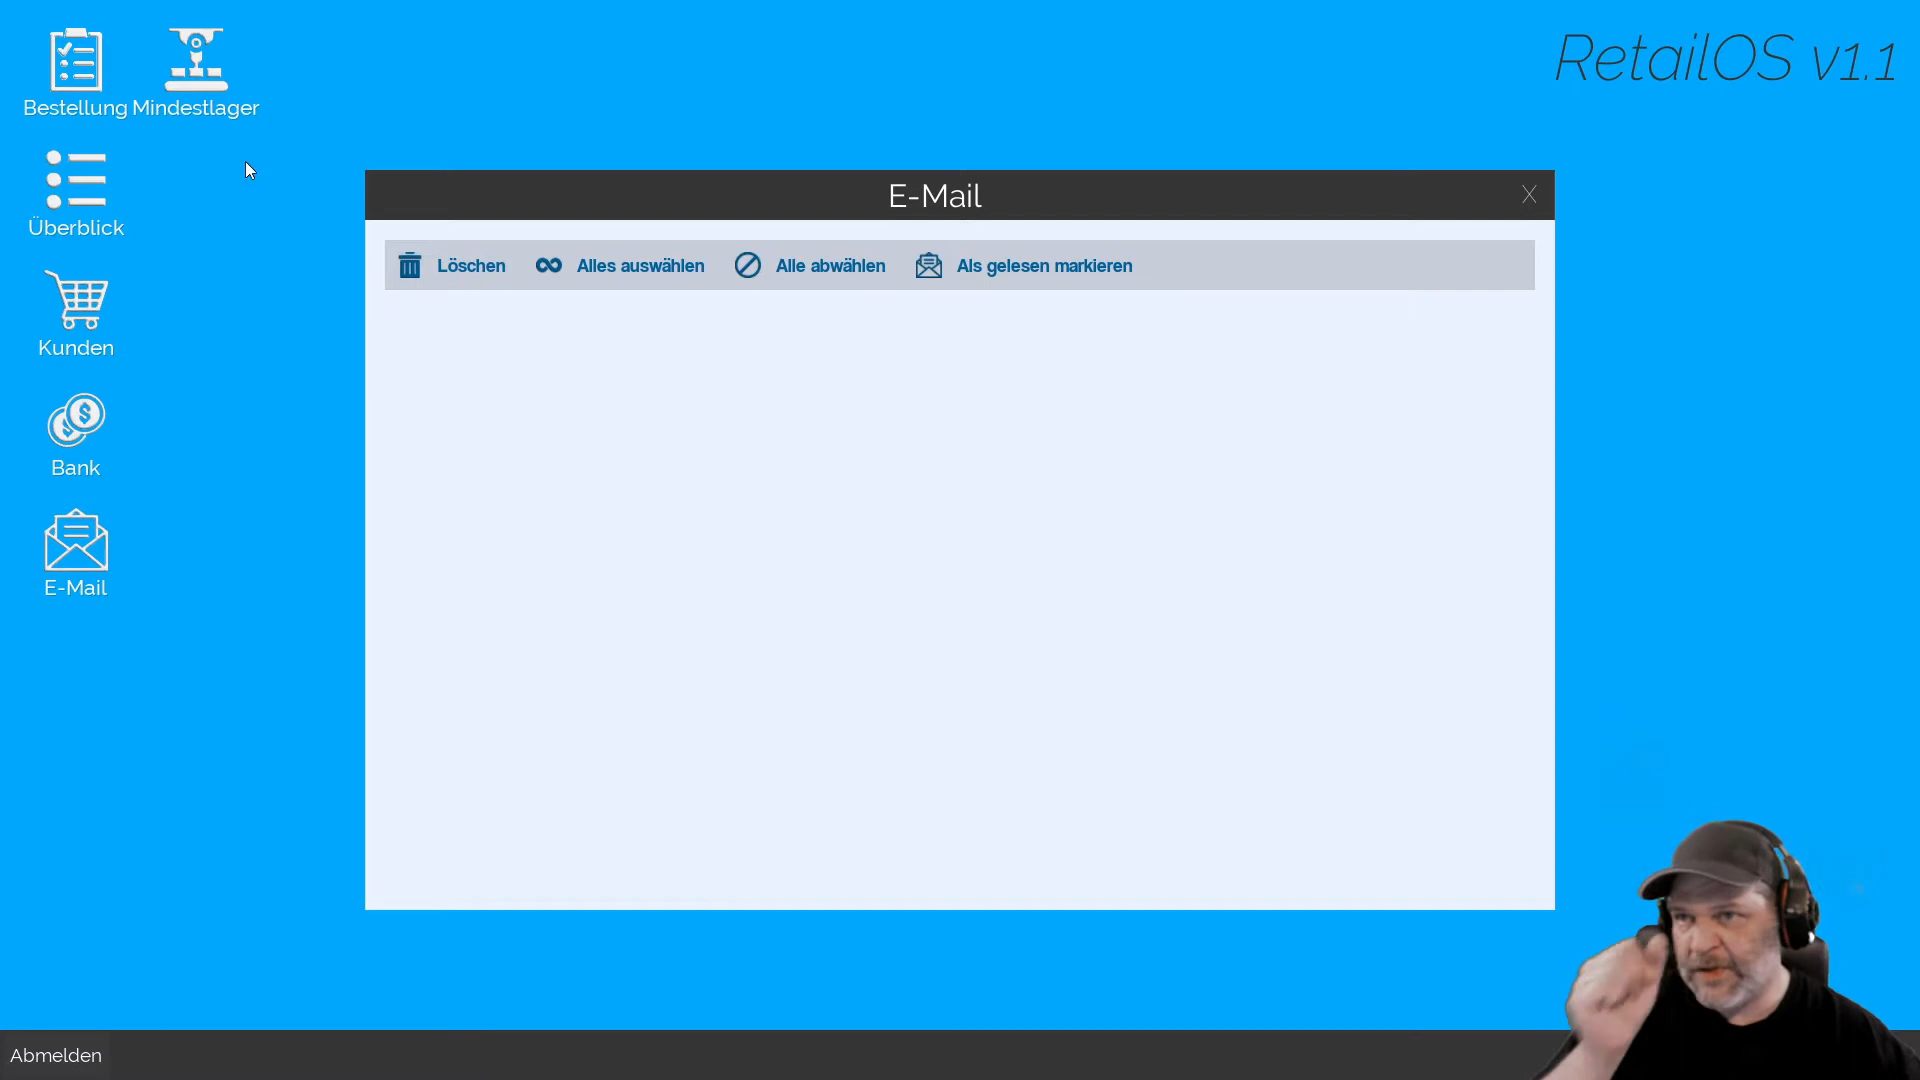 RetailOS v1.1
Bestellung
Mindestlager
Überblick
Kunden
Bank
E-Mail
E-Mail
X
Löschen
Alles auswählen
Alle abwählen
Als gelesen markieren
Abmelden